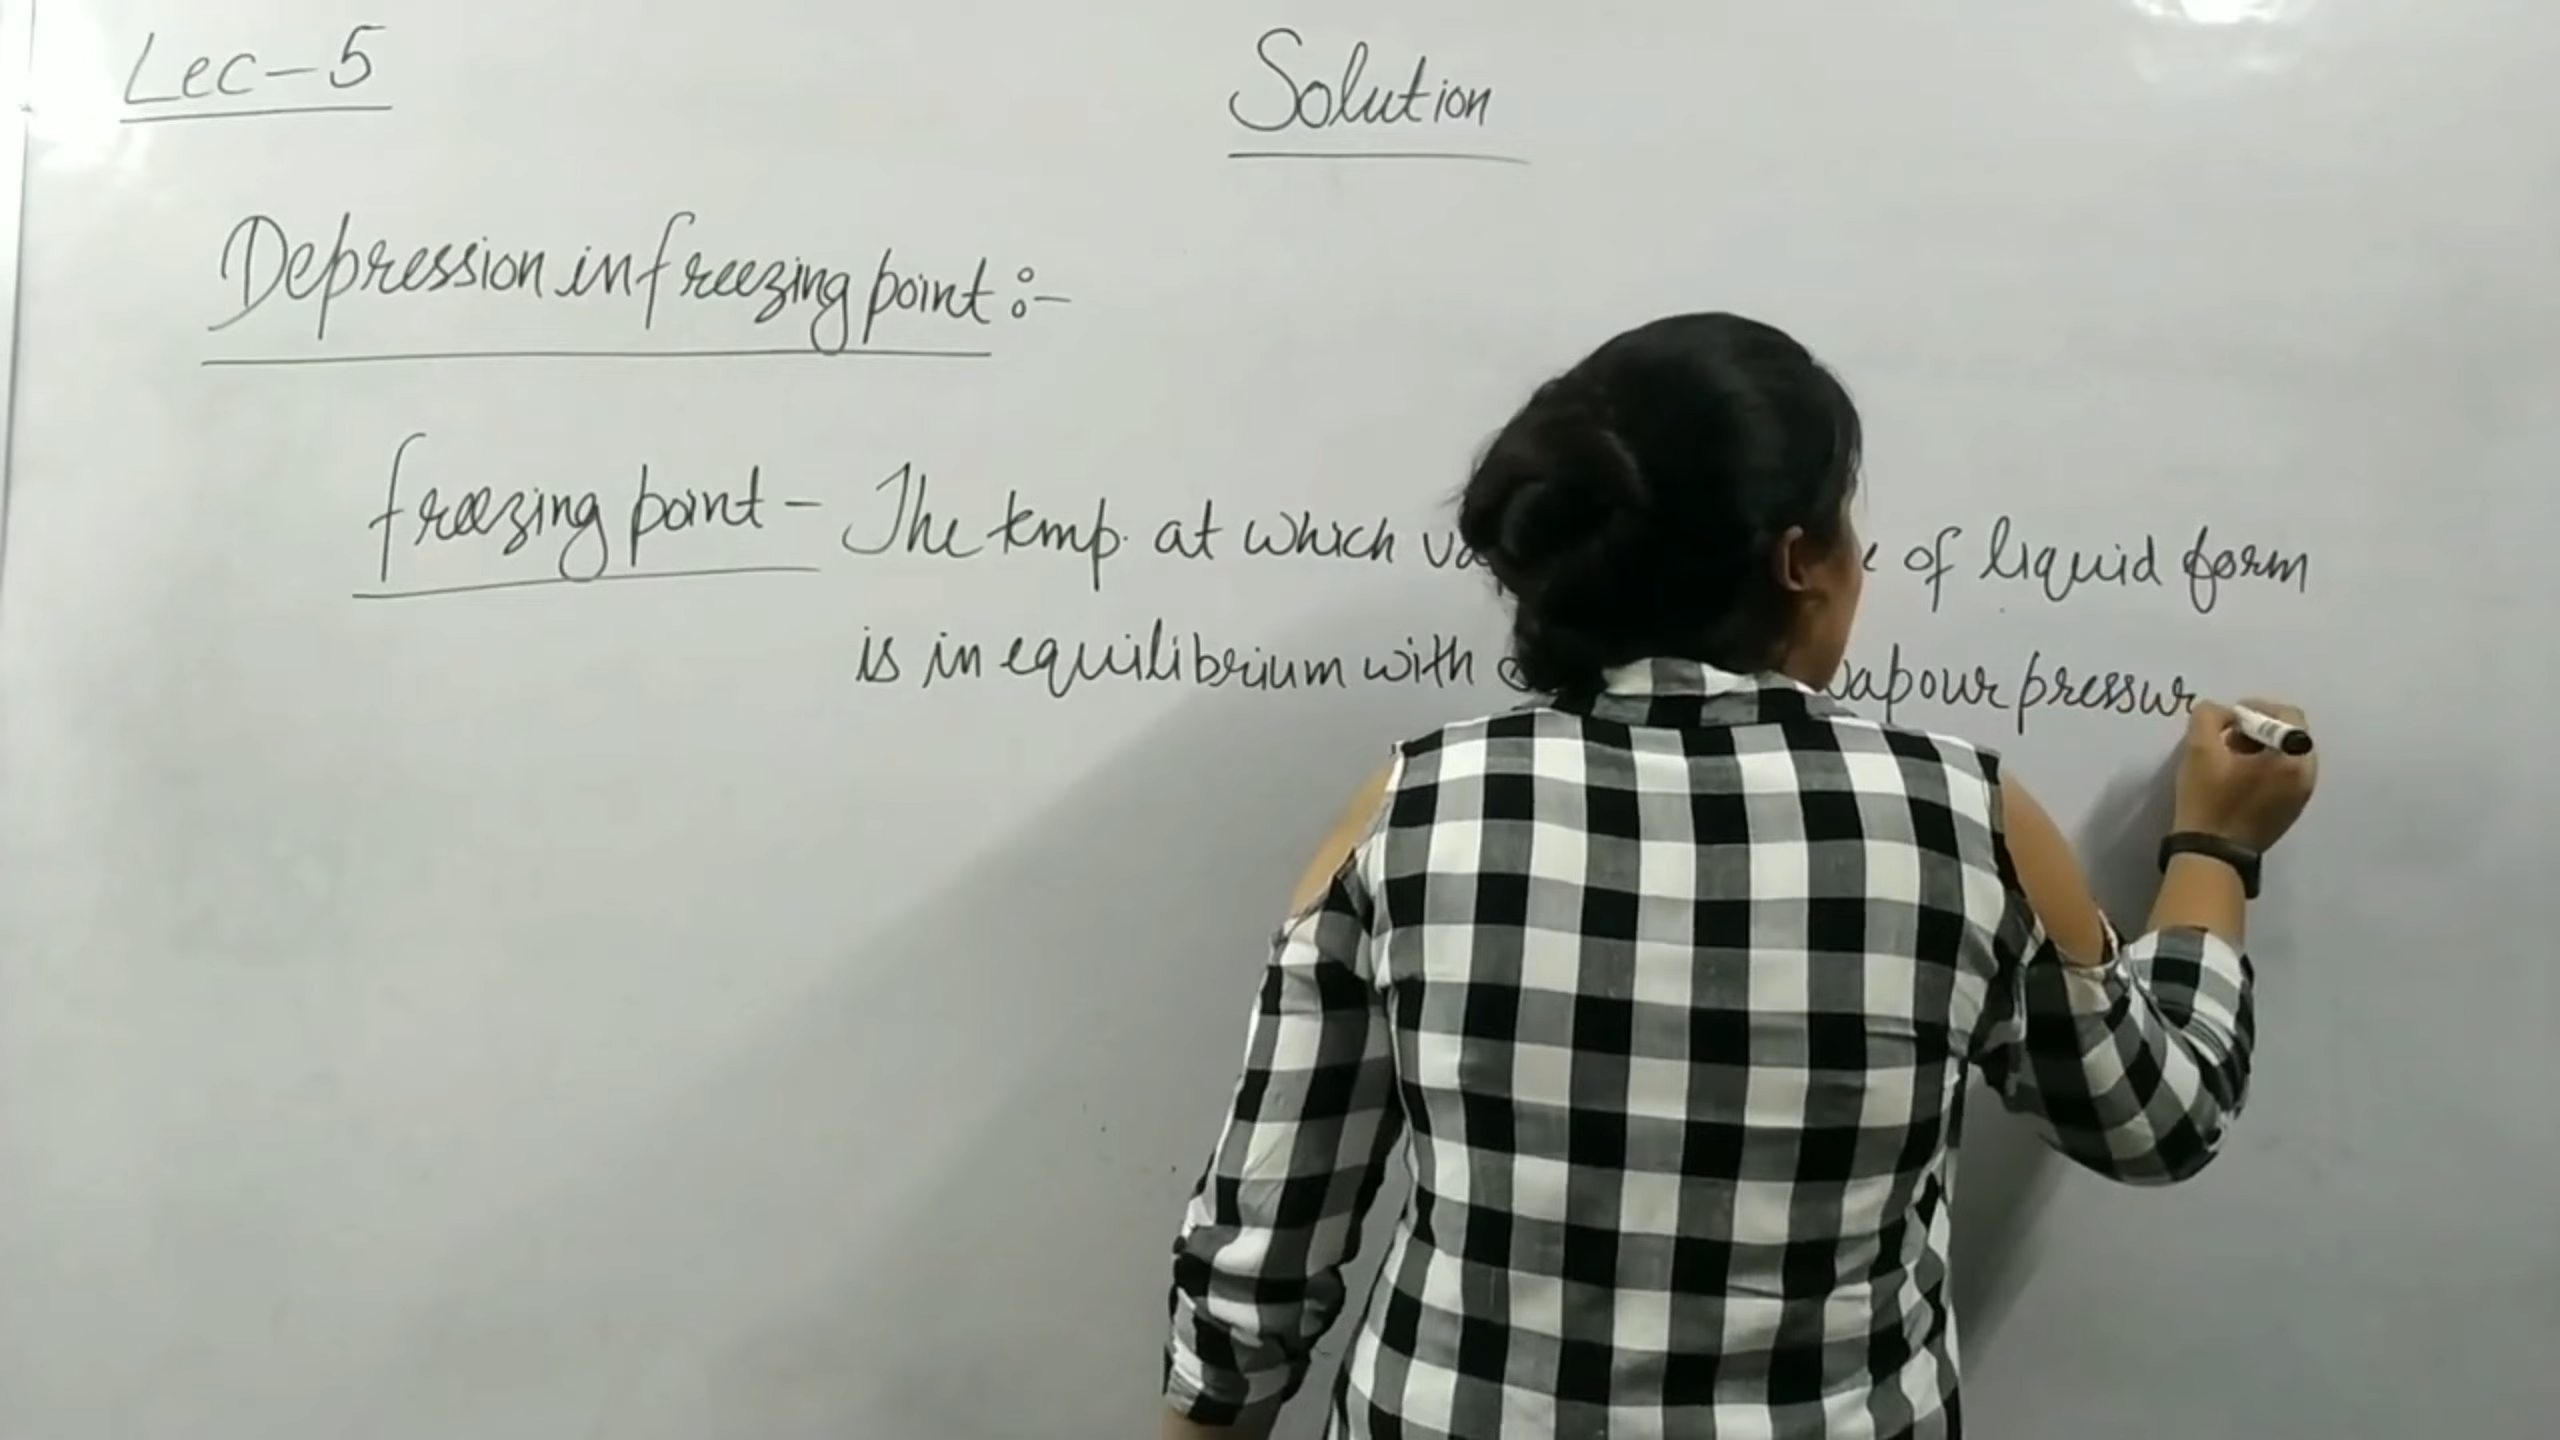 Lec-5
Solution
Depression in freezing point :-
freezing point - The temp. at which of liquid form
is in equilibrium with vapour pressur